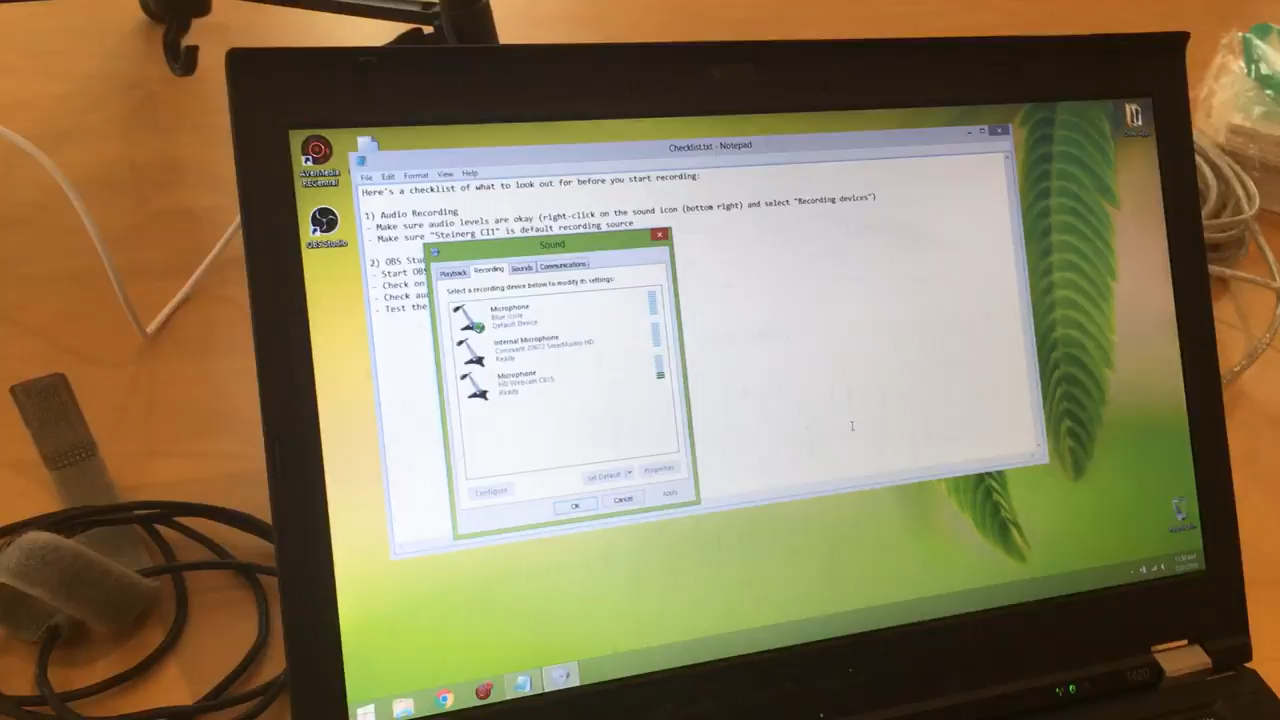 AVerMedia
RECentral
OBS Studio
Checklist.txt - Notepad
File Edit Format View Help
Here's a checklist of what to look out for before you start recording:
1) Audio Recording
- Make sure audio levels are okay (right-click on the sound icon (bottom right) and select "Recording devices")
- Make sure "Steinerg CI1" is default recording source
2) OBS Stu
- Start OBS
- Check on
- Check au
- Test the
Sound
Playback Recording Sounds Communications
Select a recording device below to modify its settings:
Microphone
Blue Icicle
Default Device
Internal Microphone
Conexant 20672 SmartAudio HD
Ready
Microphone
HD Webcam C615
Ready
Configure Set Default Properties
OK Cancel Apply
T420